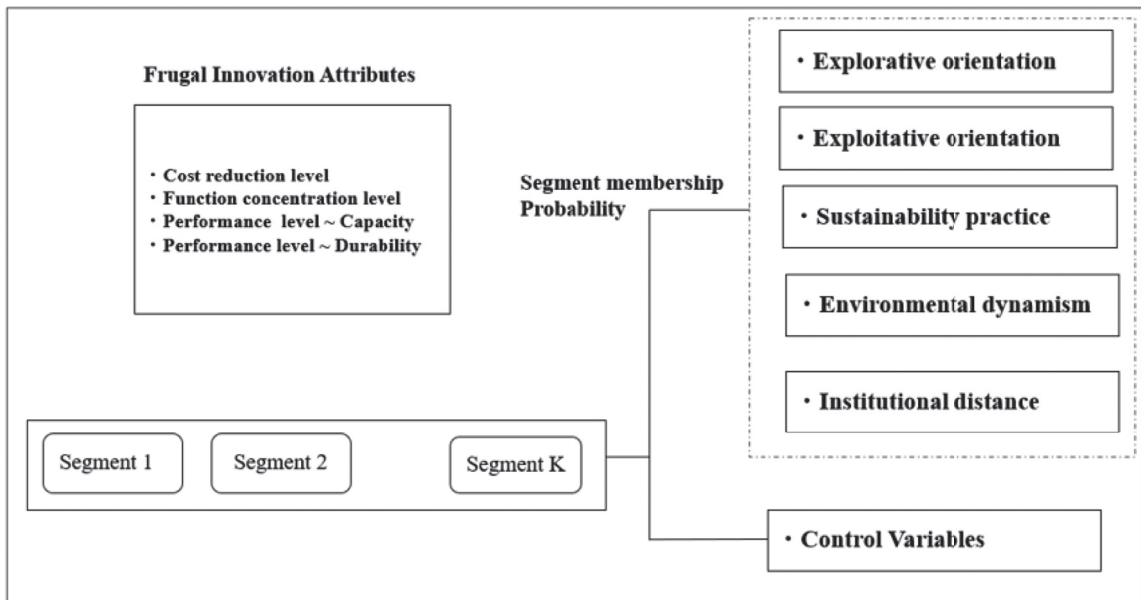 Frugal Innovation Attributes
· Cost reduction level
· Function concentration level
· Performance level ~ Capacity
· Performance level ~ Durability
Segment membership
Probability
· Explorative orientation
· Exploitative orientation
· Sustainability practice
· Environmental dynamism
· Institutional distance
Segment 1
Segment 2
Segment K
· Control Variables